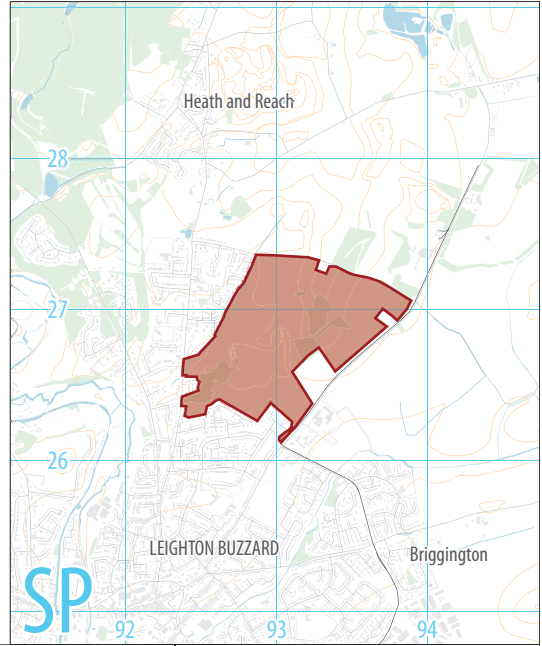 Heath and Reach
28
27
26
LEIGHTON BUZZARD
Briggington
SP
92
93
94